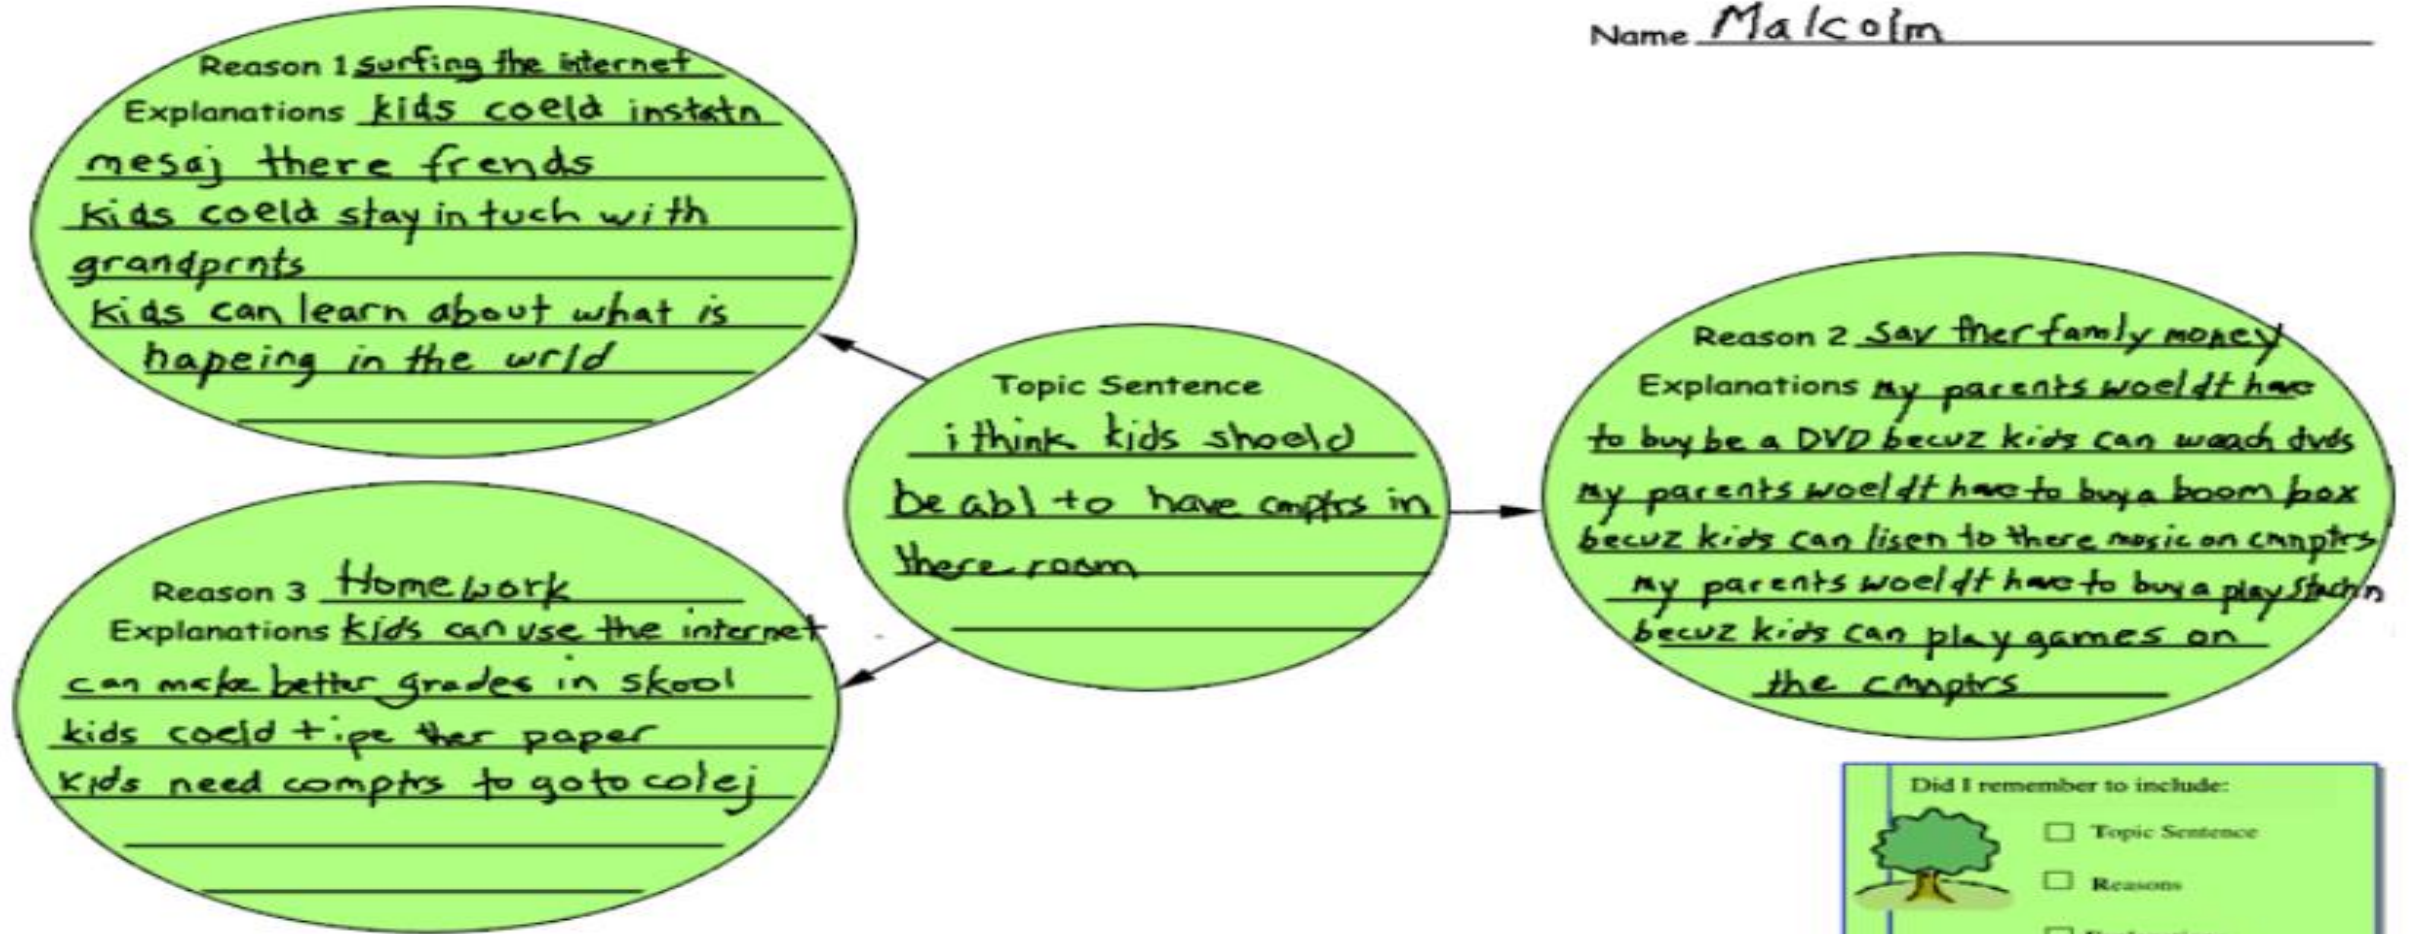 Name Malcolm
Reason 1 surfing the internet
Explanations kids coeld instatn
mesaj there frends
kids coeld stay in tuch with
grandprnts
kids can learn about what is
hapeing in the wrld
Topic Sentence
i think kids shoeld
be abl to have cmptrs in
there room
Reason 2 sav ther famly money
Explanations my parents woeldt have
to buy be a DVD becuz kids can waach dvds
my parents woeldt have to buy a boom box
becuz kids can lisen to there mosic on cmnptrs
my parents woeldt have to buy a play stachn
becuz kids can play games on
the cmnptrs
Reason 3 Homework
Explanations kids can use the internet
can make better grades in skool
kids coeld tipe ther paper
kids need comptrs to go to colej
Did I remember to include:
Topic Sentence
Reasons